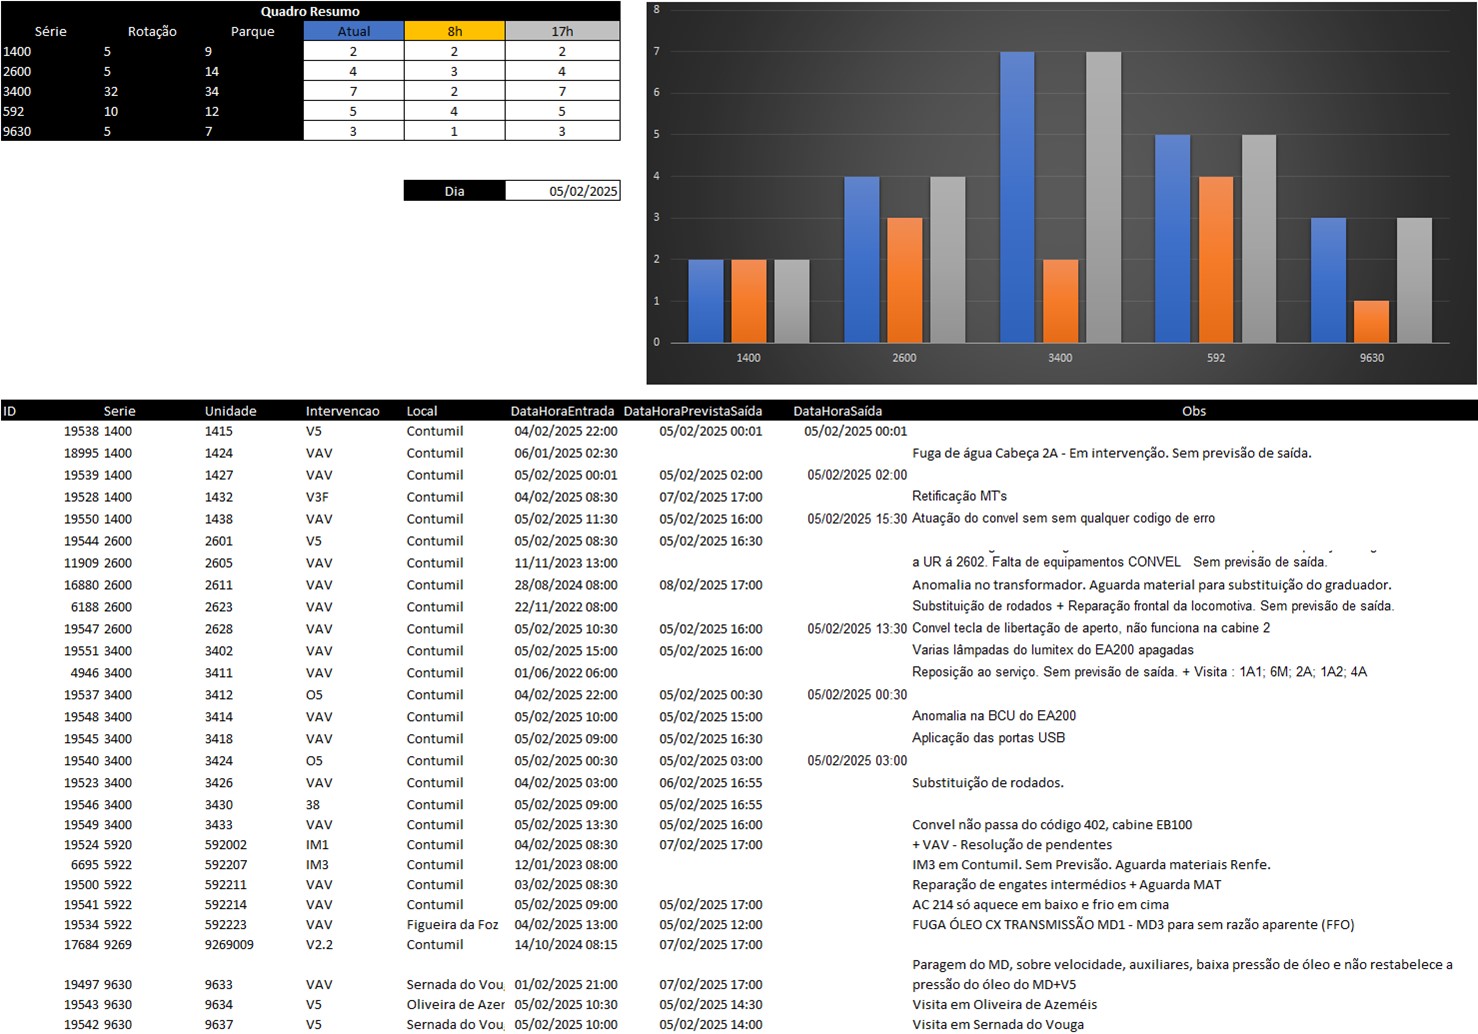 Quadro Resumo
Série Rotação Parque Atual 8h 17h
1400 5 9 2 2 2
2600 5 14 4 3 4
3400 32 34 7 2 7
592 10 12 5 4 5
9630 5 7 3 1 3
Dia 05/02/2025
8
7
6
5
4
3
2
1
0
1400 2600 3400 592 9630
ID Serie Unidade Intervencao Local DataHoraEntrada DataHoraPrevistaSaída DataHoraSaída Obs
19538 1400 1415 V5 Contumil 04/02/2025 22:00 05/02/2025 00:01 05/02/2025 00:01
18995 1400 1424 VAV Contumil 06/01/2025 02:30 Fuga de água Cabeça 2A - Em intervenção. Sem previsão de saída.
19539 1400 1427 VAV Contumil 05/02/2025 00:01 05/02/2025 02:00 05/02/2025 02:00
19528 1400 1432 V3F Contumil 04/02/2025 08:30 07/02/2025 17:00 Retificação MT's
19550 1400 1438 VAV Contumil 05/02/2025 11:30 05/02/2025 16:00 05/02/2025 15:30 Atuação do convel sem sem qualquer codigo de erro
19544 2600 2601 V5 Contumil 05/02/2025 08:30 05/02/2025 16:30
11909 2600 2605 VAV Contumil 11/11/2023 13:00 a UR á 2602. Falta de equipamentos CONVEL Sem previsão de saída.
16880 2600 2611 VAV Contumil 28/08/2024 08:00 08/02/2025 17:00 Anomalia no transformador. Aguarda material para substituição do graduador.
6188 2600 2623 VAV Contumil 22/11/2022 08:00 Substituição de rodados + Reparação frontal da locomotiva. Sem previsão de saída.
19547 2600 2628 VAV Contumil 05/02/2025 10:30 05/02/2025 16:00 05/02/2025 13:30 Convel tecla de libertação de aperto, não funciona na cabine 2
19551 3400 3402 VAV Contumil 05/02/2025 15:00 05/02/2025 16:00 Varias lâmpadas do lumitex do EA200 apagadas
4946 3400 3411 VAV Contumil 01/06/2022 06:00 Reposição ao serviço. Sem previsão de saída. + Visita : 1A1; 6M; 2A; 1A2; 4A
19537 3400 3412 O5 Contumil 04/02/2025 22:00 05/02/2025 00:30 05/02/2025 00:30
19548 3400 3414 VAV Contumil 05/02/2025 10:00 05/02/2025 15:00 Anomalia na BCU do EA200
19545 3400 3418 VAV Contumil 05/02/2025 09:00 05/02/2025 16:30 Aplicação das portas USB
19540 3400 3424 O5 Contumil 05/02/2025 00:30 05/02/2025 03:00 05/02/2025 03:00
19523 3400 3426 VAV Contumil 04/02/2025 03:00 06/02/2025 16:55 Substituição de rodados.
19546 3400 3430 38 Contumil 05/02/2025 09:00 05/02/2025 16:55
19549 3400 3433 VAV Contumil 05/02/2025 13:30 05/02/2025 16:00 Convel não passa do código 402, cabine EB100
19524 5920 592002 IM1 Contumil 04/02/2025 08:30 07/02/2025 17:00 + VAV - Resolução de pendentes
6695 5922 592207 IM3 Contumil 12/01/2023 08:00 IM3 em Contumil. Sem Previsão. Aguarda materiais Renfe.
19500 5922 592211 VAV Contumil 03/02/2025 08:30 Reparação de engates intermédios + Aguarda MAT
19541 5922 592214 VAV Contumil 05/02/2025 09:00 05/02/2025 17:00 AC 214 só aquece em baixo e frio em cima
19534 5922 592223 VAV Figueira da Foz 04/02/2025 13:00 05/02/2025 12:00 FUGA ÓLEO CX TRANSMISSÃO MD1 - MD3 para sem razão aparente (FFO)
17684 9269 9269009 V2.2 Contumil 14/10/2024 08:15 07/02/2025 17:00
Paragem do MD, sobre velocidade, auxiliares, baixa pressão de óleo e não restabelece a
19497 9630 9633 VAV Sernada do Vou 01/02/2025 21:00 07/02/2025 17:00 pressão do óleo do MD+V5
19543 9630 9634 V5 Oliveira de Azer 05/02/2025 10:30 05/02/2025 14:30 Visita em Oliveira de Azeméis
19542 9630 9637 V5 Sernada do Vou 05/02/2025 10:00 05/02/2025 14:00 Visita em Sernada do Vouga